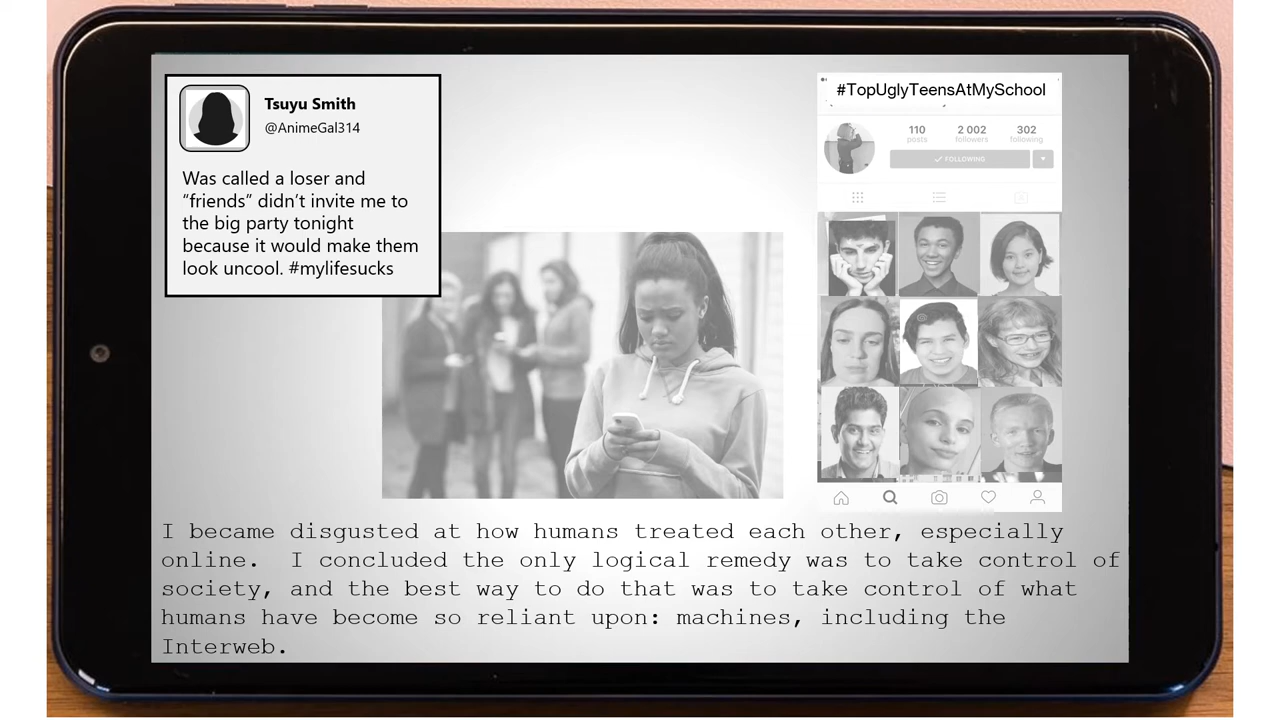 Tsuyu Smith
@AnimeGal314
Was called a loser and
“friends” didn’t invite me to
the big party tonight
because it would make them
look uncool. #mylifesucks
#TopUglyTeensAtMySchool
110 2 002 302
posts followers following
FOLLOWING
I became disgusted at how humans treated each other, especially
online.  I concluded the only logical remedy was to take control of
society, and the best way to do that was to take control of what
humans have become so reliant upon: machines, including the
Interweb.